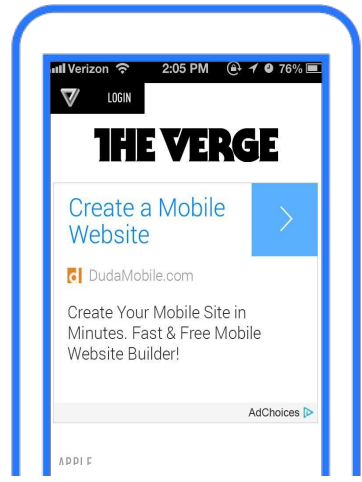 Verizon 2:05 PM 76%
LOGIN
THE VERGE
Create a Mobile
Website
d DudaMobile.com
Create Your Mobile Site in
Minutes. Fast & Free Mobile
Website Builder!
AdChoices
APPLE